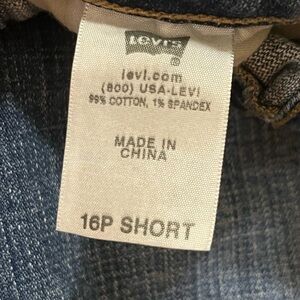 Levi's
®
levi.com
(800) USA-LEVI
99% COTTON, 1% SPANDEX
MADE IN
CHINA
16P SHORT